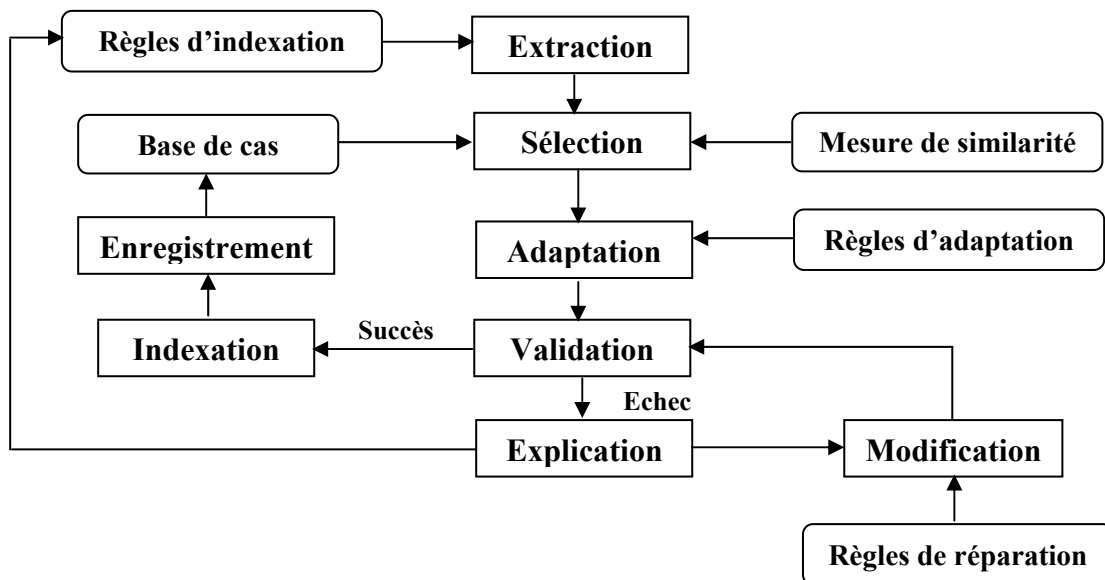 Règles d’indexation
Extraction
Base de cas
Sélection
Mesure de similarité
Enregistrement
Adaptation
Règles d’adaptation
Succès
Indexation
Validation
Echec
Explication
Modification
Règles de réparation